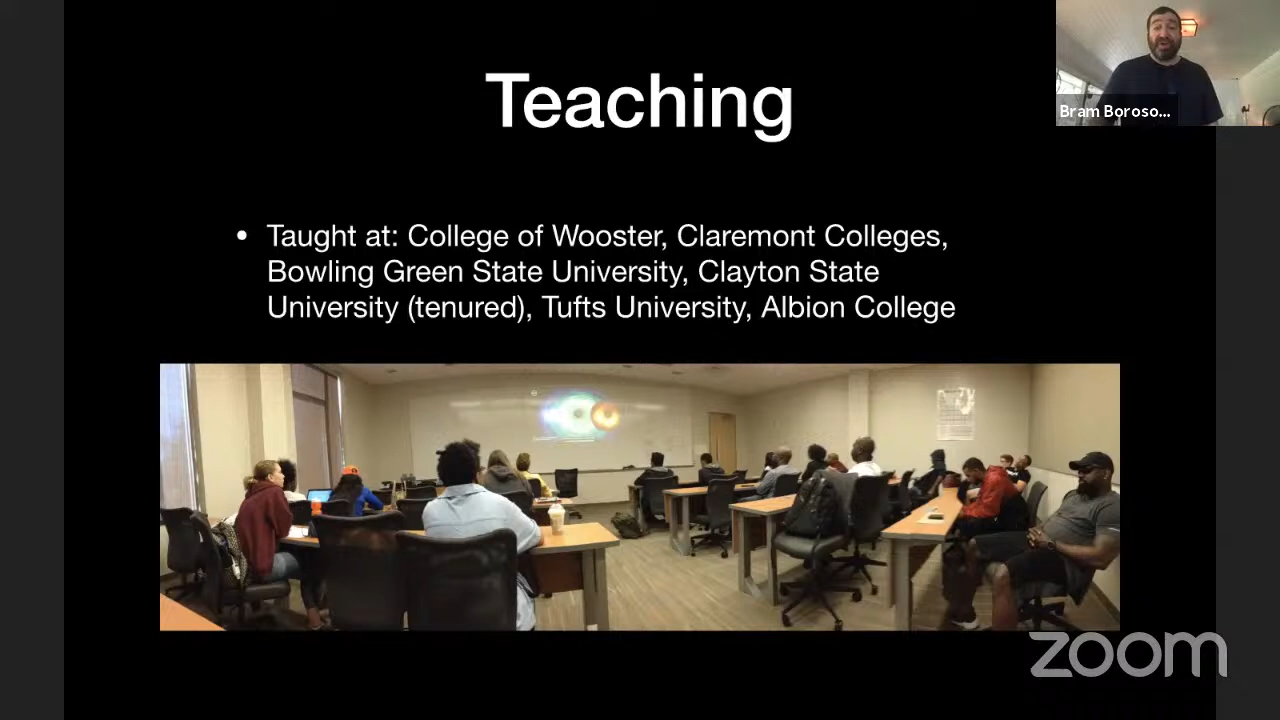 Teaching
Bram Boroso...
• Taught at: College of Wooster, Claremont Colleges,
Bowling Green State University, Clayton State
University (tenured), Tufts University, Albion College
zoom